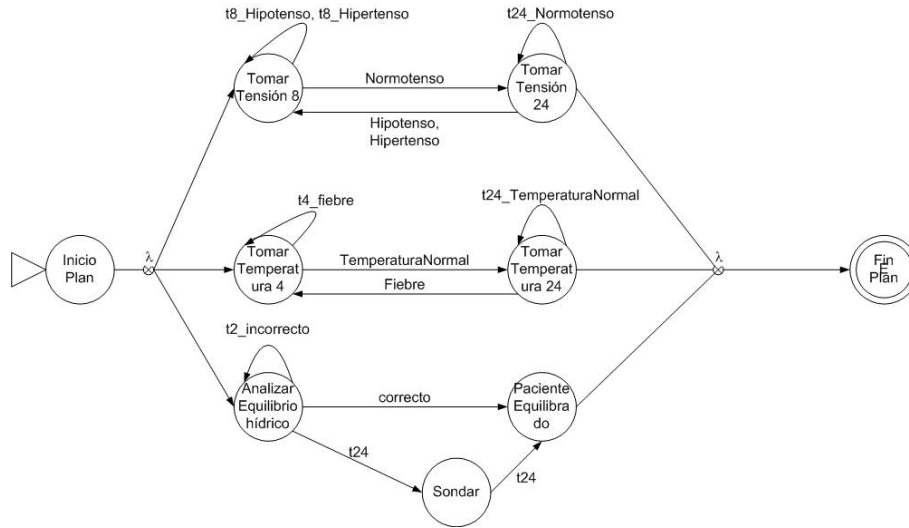 t8_Hipotenso, t8_Hipertenso
t24_Normotenso
Tomar
Tensión 8
Normotenso
Tomar
Tensión
24
Hipotenso,
Hipertenso
t4_fiebre
t24_TemperaturaNormal
Inicio
Plan
λ
Tomar
Temperat
ura 4
TemperaturaNormal
Fiebre
Tomar
Temperat
ura 24
λ
Fin
E
Plan
t2_incorrecto
Analizar
Equilibrio
hídrico
correcto
Paciente
Equilibra
do
t24
Sondar
t24